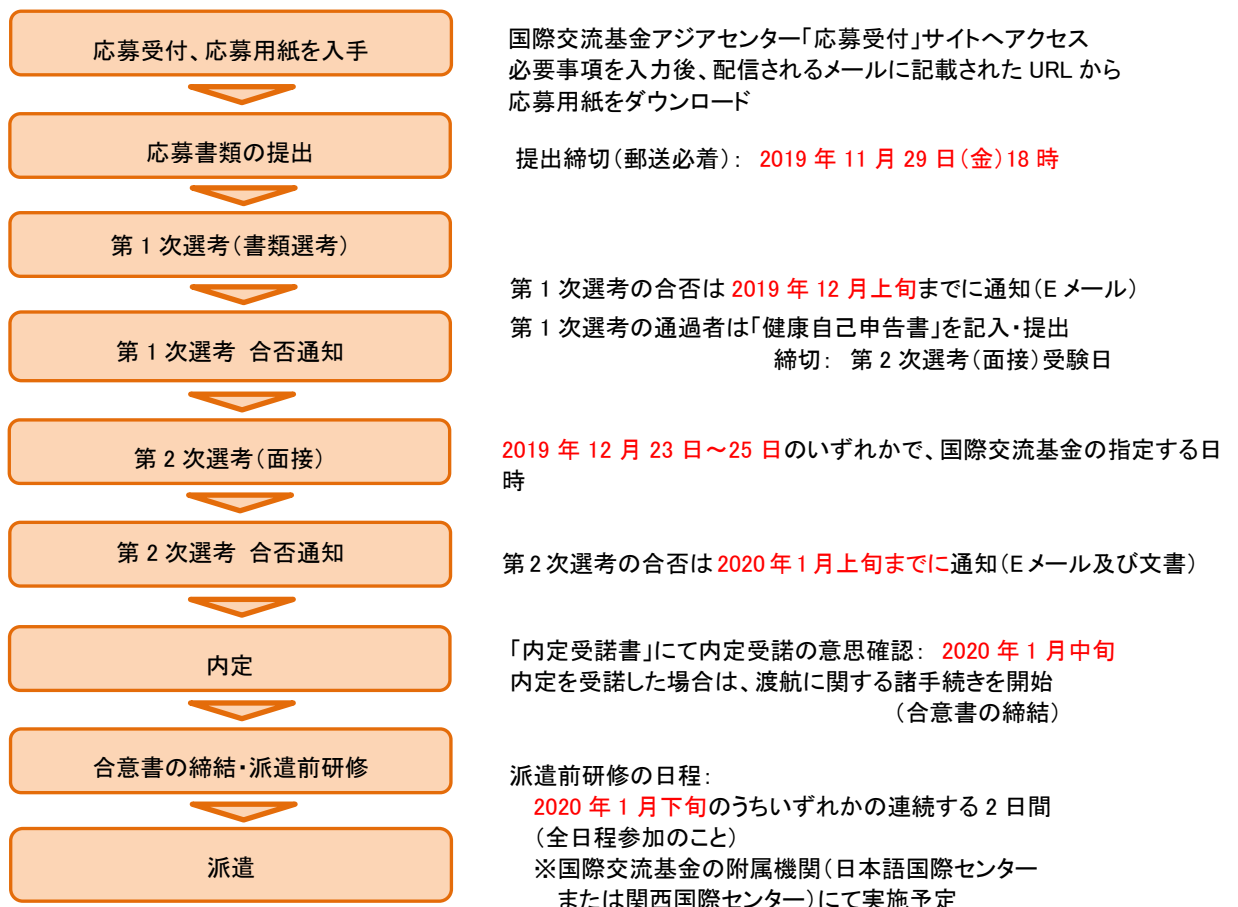 応募受付、応募用紙を入手
国際交流基金アジアセンター「応募受付」サイトへアクセス
必要事項を入力後、配信されるメールに記載された URL から
応募用紙をダウンロード
応募書類の提出
提出締切(郵送必着): 2019 年 11 月 29 日(金)18 時
第 1 次選考(書類選考)
第 1 次選考の合否は 2019 年 12 月上旬までに通知(E メール)
第 1 次選考の通過者は「健康自己申告書」を記入・提出
締切: 第 2 次選考(面接)受験日
第 1 次選考 合否通知
第 2 次選考(面接)
2019 年 12 月 23 日~25 日のいずれかで、国際交流基金の指定する日
時
第 2 次選考 合否通知
第 2 次選考の合否は 2020 年 1 月上旬までに通知(E メール及び文書)
内定
「内定受諾書」にて内定受諾の意思確認: 2020 年 1 月中旬
内定を受諾した場合は、渡航に関する諸手続きを開始
(合意書の締結)
合意書の締結・派遣前研修
派遣前研修の日程:
2020 年 1 月下旬のうちいずれかの連続する 2 日間
(全日程参加のこと)
※国際交流基金の附属機関(日本語国際センター
または関西国際センター)にて実施予定
派遣